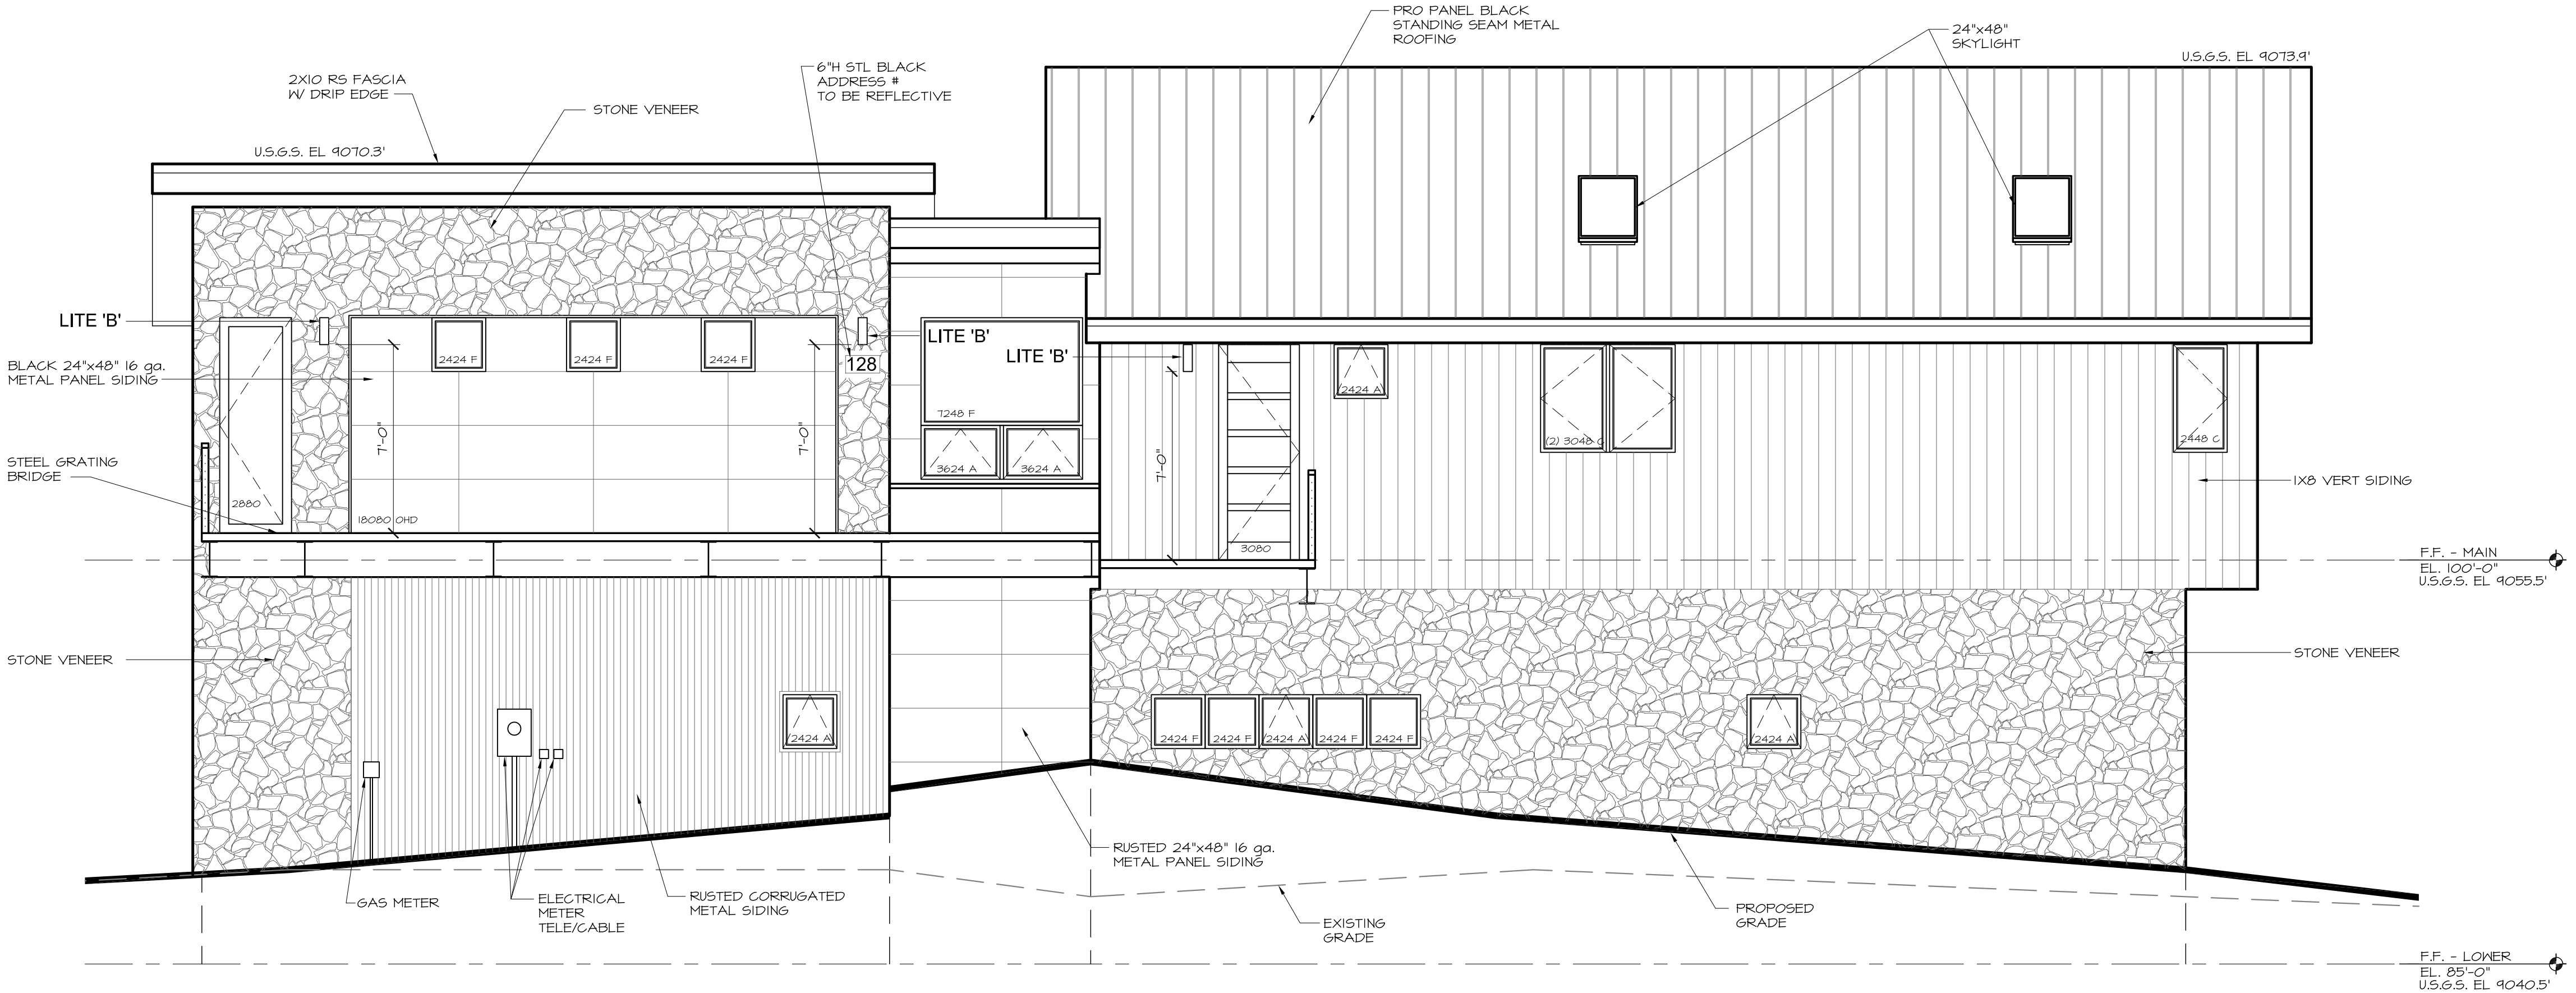 PRO PANEL BLACK
STANDING SEAM METAL
ROOFING
24"x48"
SKYLIGHT
U.S.G.S. EL 9073.9'
6"H STL BLACK
ADDRESS #
TO BE REFLECTIVE
2X10 RS FASCIA
W/ DRIP EDGE
STONE VENEER
U.S.G.S. EL 9070.3'
LITE 'B'
LITE 'B'
LITE 'B'
128
BLACK 24"x48" 16 ga.
METAL PANEL SIDING
2424 F
2424 F
2424 F
7248 F
3624 A
3624 A
2424 A
(2) 3048 C
2448 C
7'-0"
7'-0"
7'-0"
STEEL GRATING
BRIDGE
2880
18080 OHD
3080
1X8 VERT SIDING
F.F. - MAIN
EL. 100'-0"
U.S.G.S. EL 9055.5'
STONE VENEER
STONE VENEER
2424 A
2424 F
2424 F
2424 A
2424 F
2424 F
2424 A
RUSTED 24"x48" 16 ga.
METAL PANEL SIDING
GAS METER
ELECTRICAL
METER
TELE/CABLE
RUSTED CORRUGATED
METAL SIDING
EXISTING
GRADE
PROPOSED
GRADE
F.F. - LOWER
EL. 85'-0"
U.S.G.S. EL 9040.5'